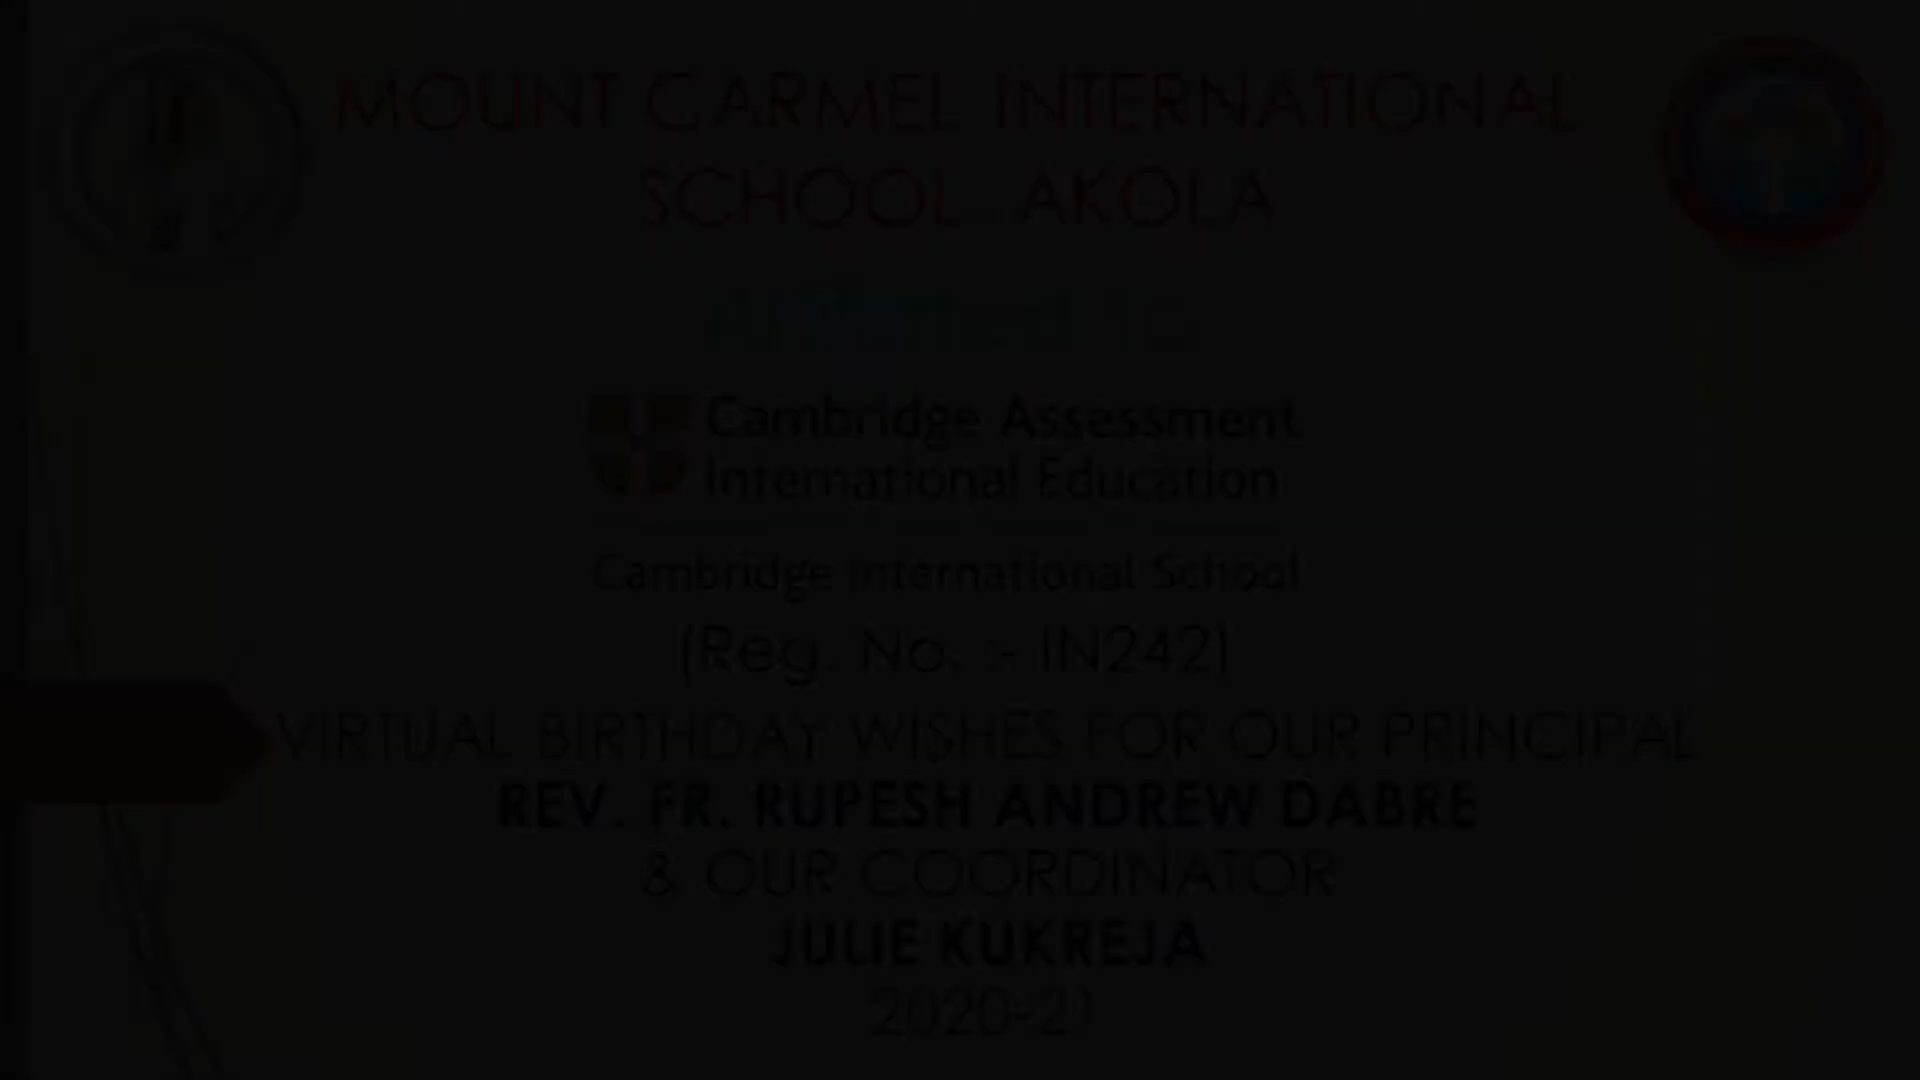 MOUNT CARMEL INTERNATIONAL
SCHOOL, AKOLA
Cambridge Assessment
International Education
Cambridge International School
(Reg. No. :- IN242)
VIRTUAL BIRTHDAY WISHES FOR OUR PRINCIPAL
REV. FR. RUPESH ANDREW DABRE
& OUR COORDINATOR
JULIE KUKREJA
2020-21